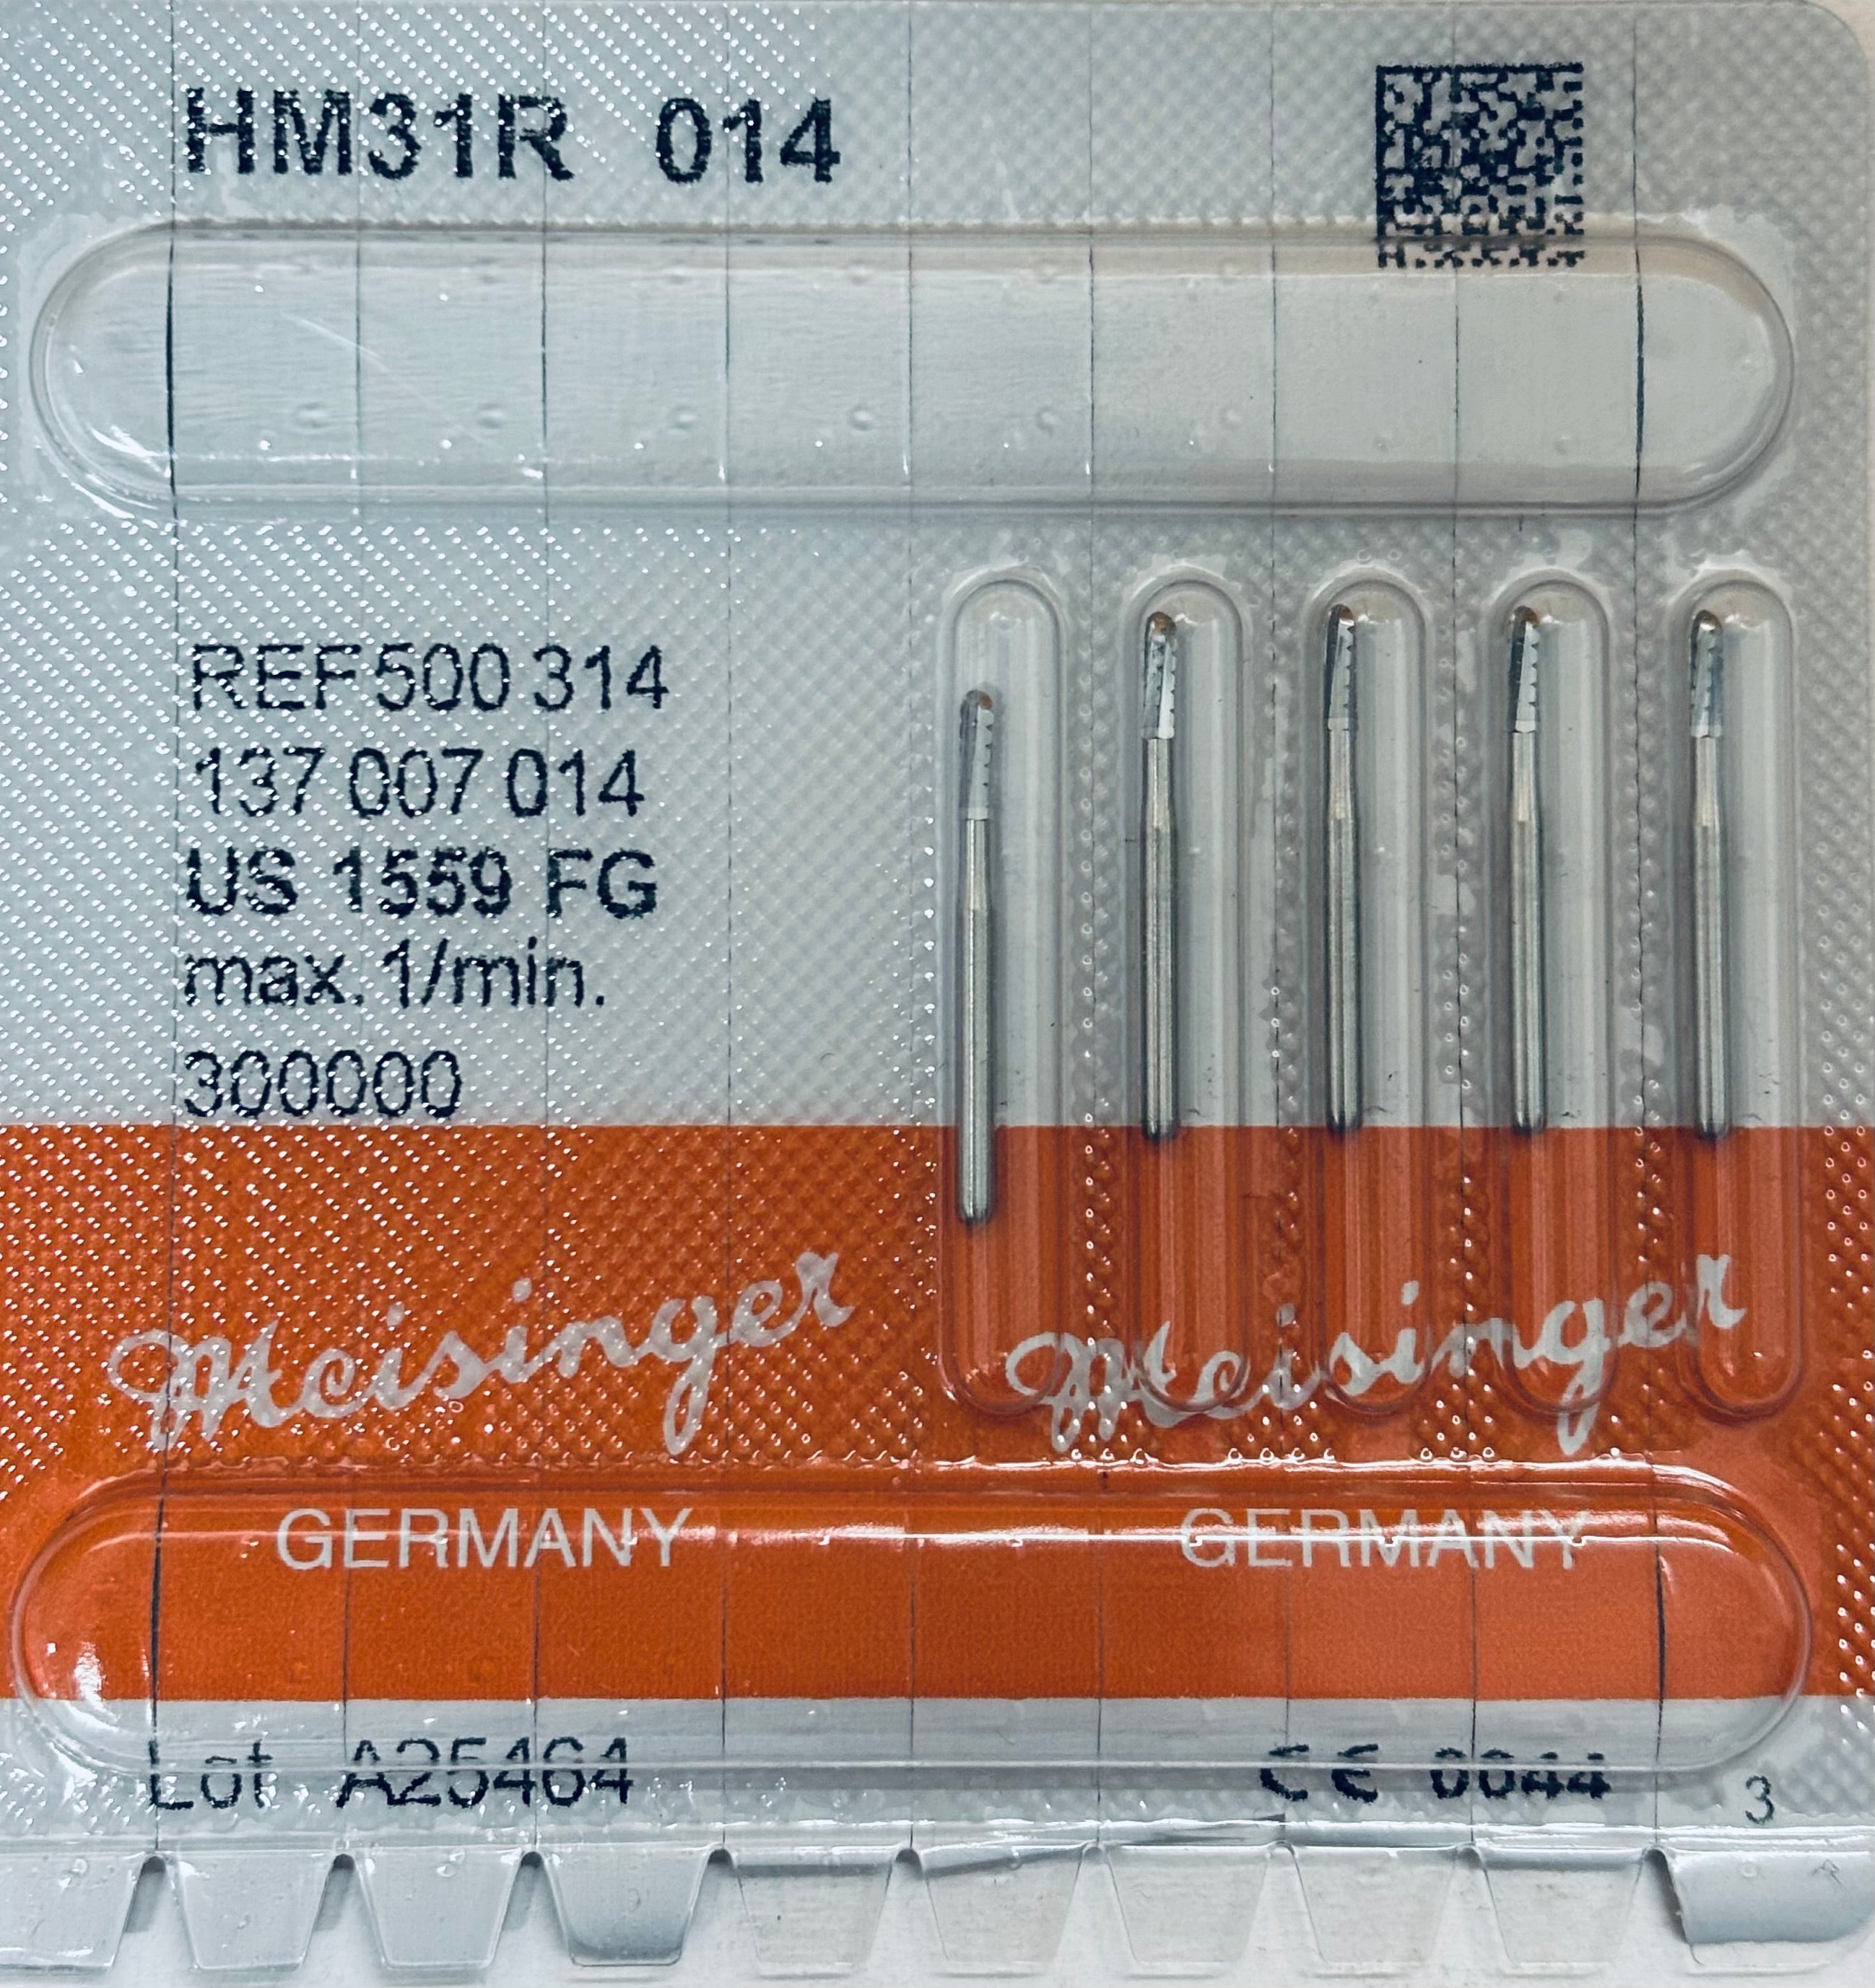 HM31R 014
REF 500 314
137 007 014
US 1559 FG
max. 1/min.
300000
Meisinger Meisinger
GERMANY GERMANY
Lot A25464 CE 0044
3